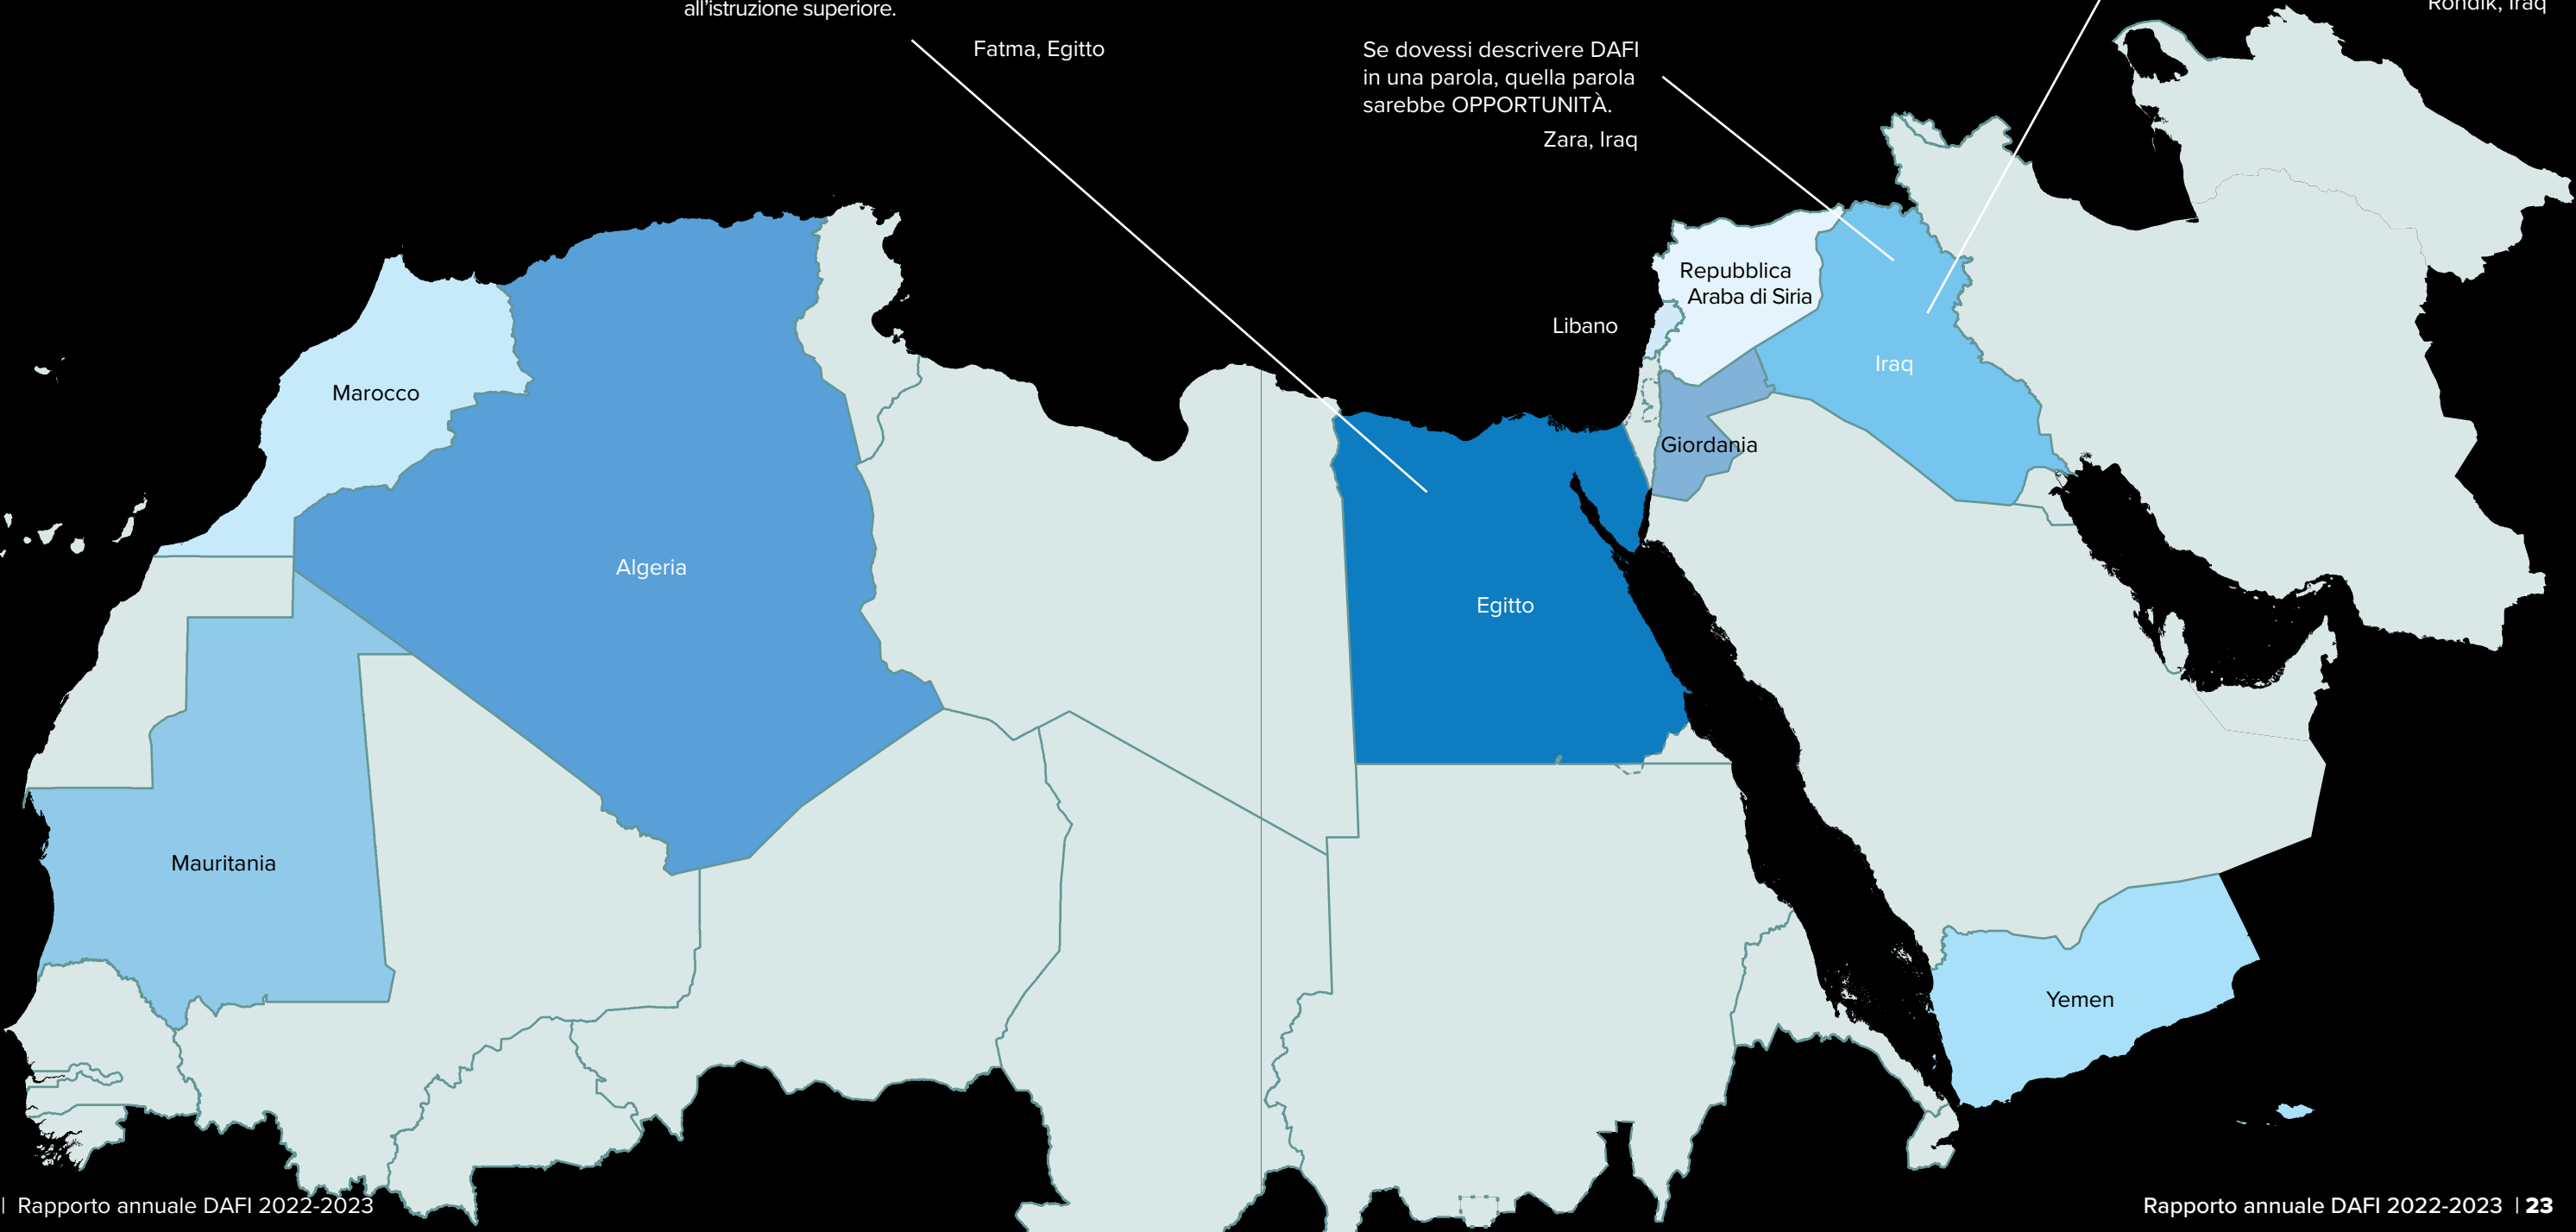 all'istruzione superiore.
Fatma, Egitto
Se dovessi descrivere DAFI
in una parola, quella parola
sarebbe OPPORTUNITÀ.
Zara, Iraq
Rondik, Iraq
Repubblica
Araba di Siria
Libano
Iraq
Marocco
Giordania
Algeria
Egitto
Mauritania
Yemen
| Rapporto annuale DAFI 2022-2023
Rapporto annuale DAFI 2022-2023 | 23